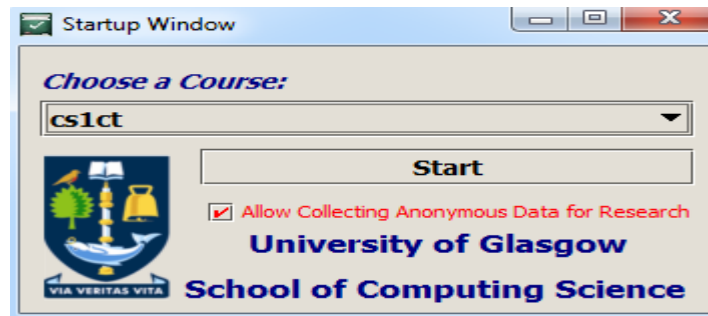 Startup Window
Choose a Course:
cs1ct
Start
Allow Collecting Anonymous Data for Research
University of Glasgow
VIA VERITAS VITA
School of Computing Science